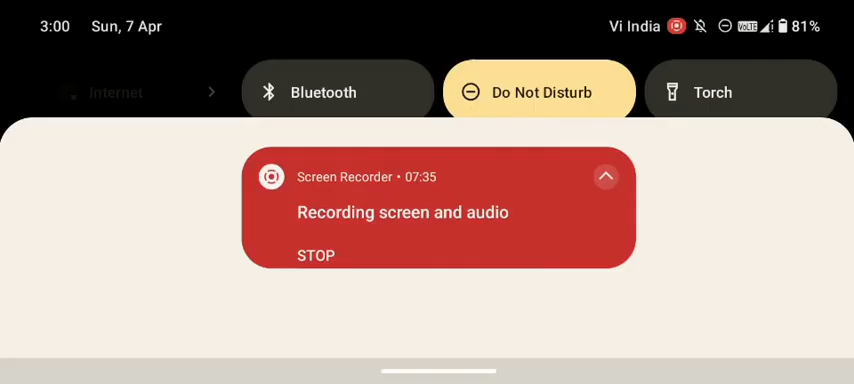 3:00 Sun, 7 Apr Vi India VoLTE 81%
Internet Bluetooth Do Not Disturb Torch
Screen Recorder • 07:35
Recording screen and audio
STOP